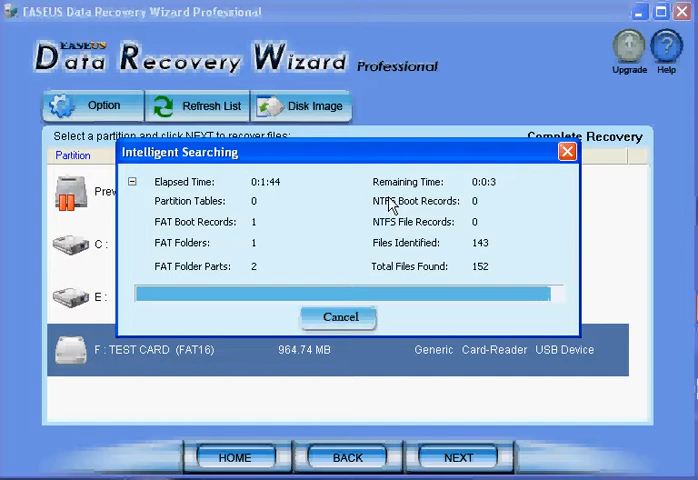 EASEUS Data Recovery Wizard Professional
EASEUS
Data Recovery Wizard Professional
Upgrade Help
Option Refresh List Disk Image
Select a partition and click NEXT to recover files: Complete Recovery
Partition
Intelligent Searching
Elapsed Time: 0:1:44 Remaining Time: 0:0:3
Partition Tables: 0 NTFS Boot Records: 0
FAT Boot Records: 1 NTFS File Records: 0
FAT Folders: 1 Files Identified: 143
FAT Folder Parts: 2 Total Files Found: 152
Cancel
C :
E :
F : TEST CARD (FAT16) 964.74 MB Generic Card-Reader USB Device
HOME BACK NEXT